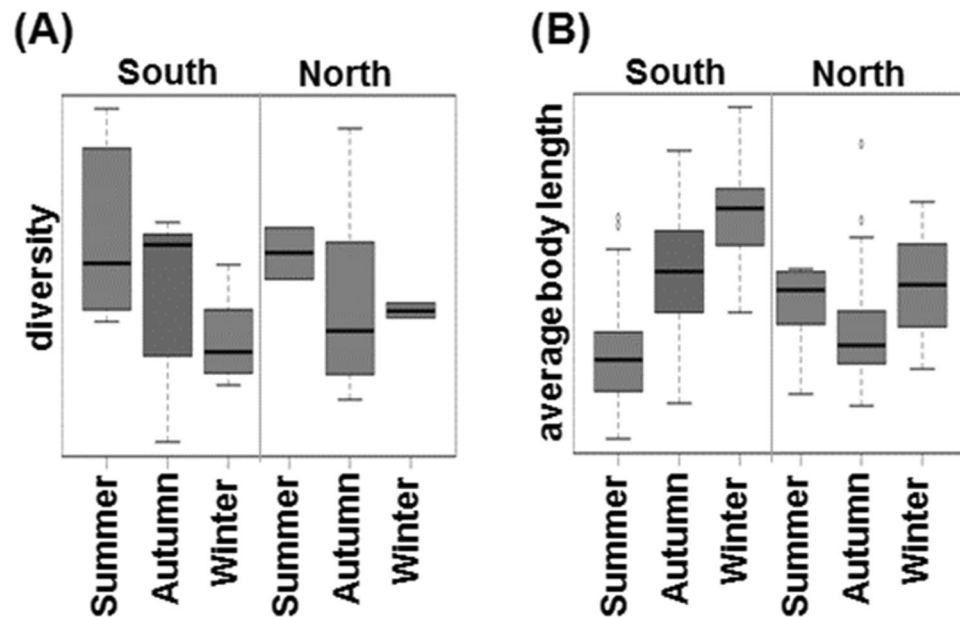 (A)
South North
diversity
Summer
Autumn
Winter
Summer
Autumn
Winter
(B)
South North
average body length
Summer
Autumn
Winter
Summer
Autumn
Winter